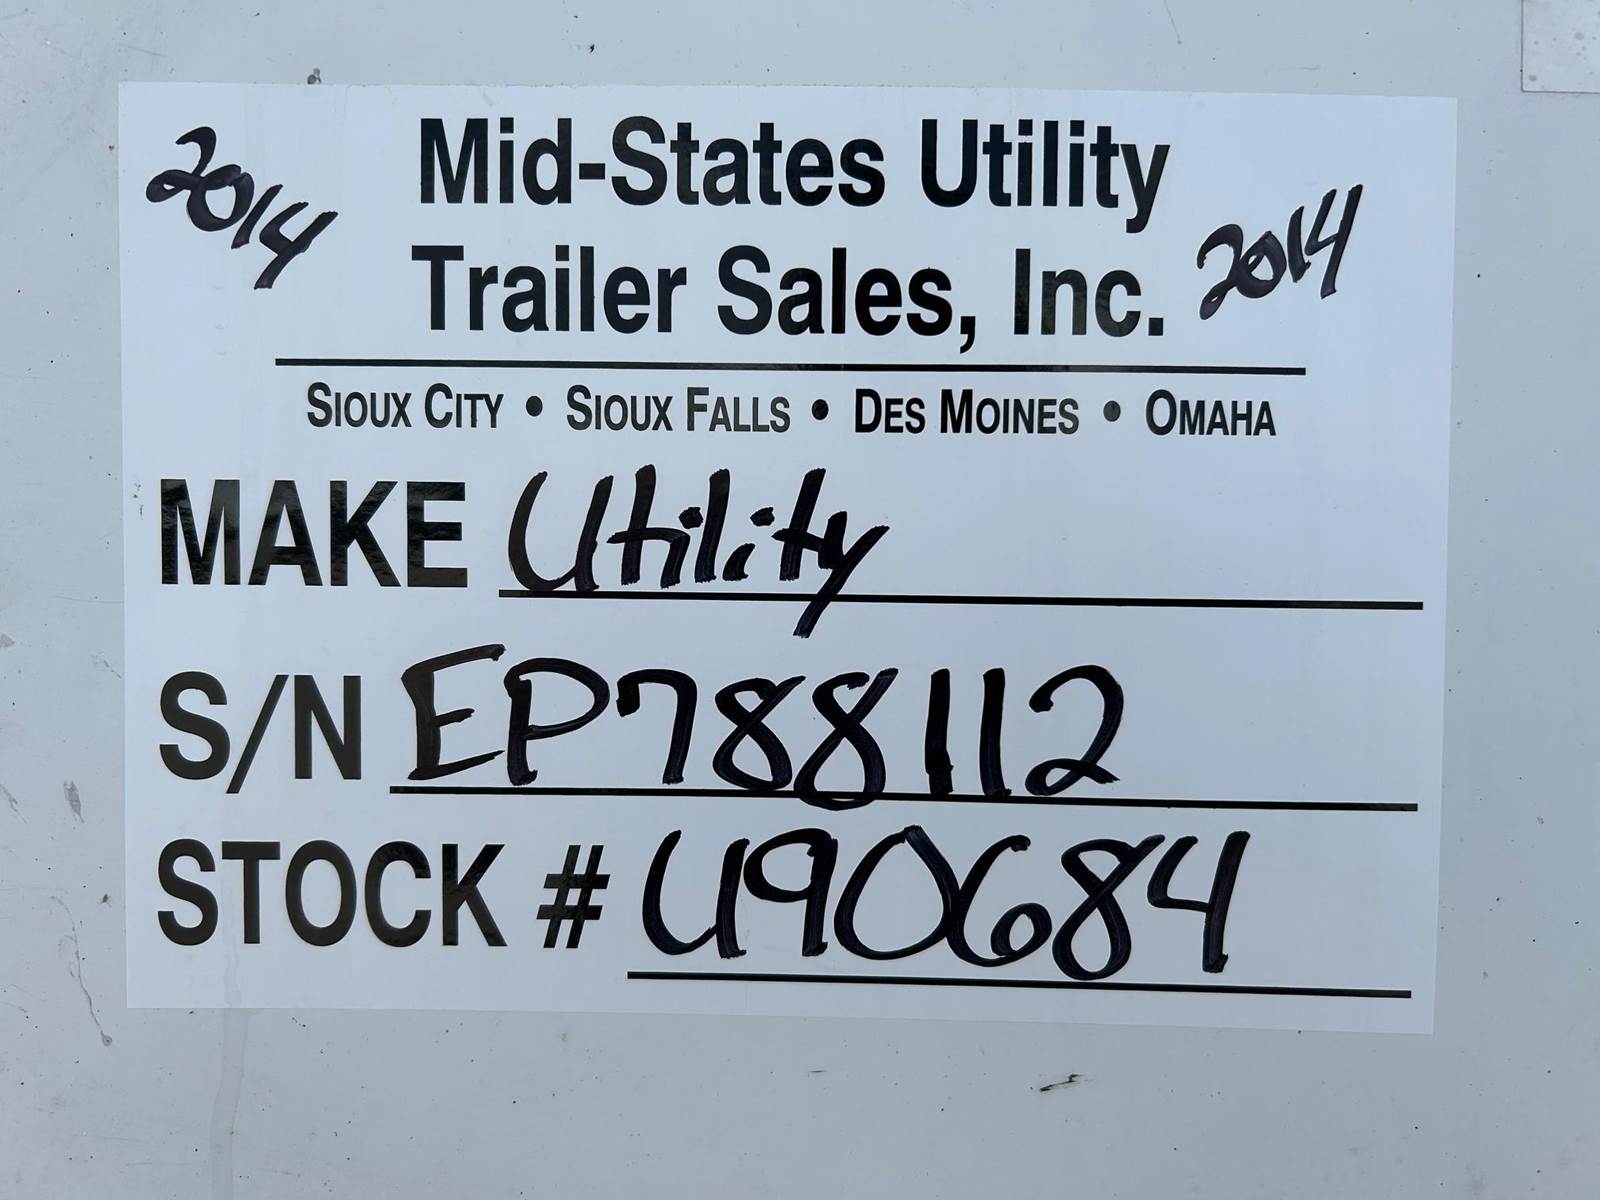 2014
Mid-States Utility
Trailer Sales, Inc.
2014
SIOUX CITY • SIOUX FALLS • DES MOINES • OMAHA
MAKE Utility
S/N EP788112
STOCK # U90684